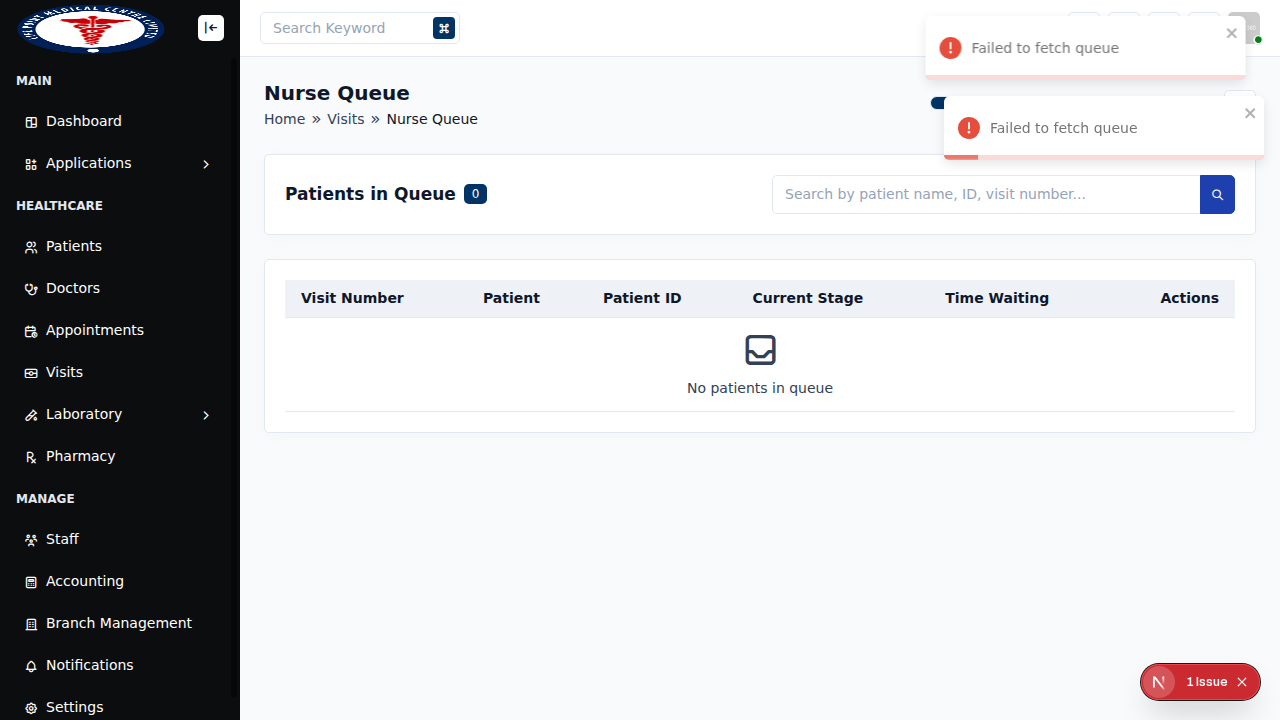 MEDICAL CENTRE
MAIN
Dashboard
Applications
HEALTHCARE
Patients
Doctors
Appointments
Visits
Laboratory
Pharmacy
MANAGE
Staff
Accounting
Branch Management
Notifications
Settings
Search Keyword ⌘
Failed to fetch queue
Failed to fetch queue
Nurse Queue
Home » Visits » Nurse Queue
Patients in Queue 0
Search by patient name, ID, visit number...
Visit Number Patient Patient ID Current Stage Time Waiting Actions
No patients in queue
N 1 Issue